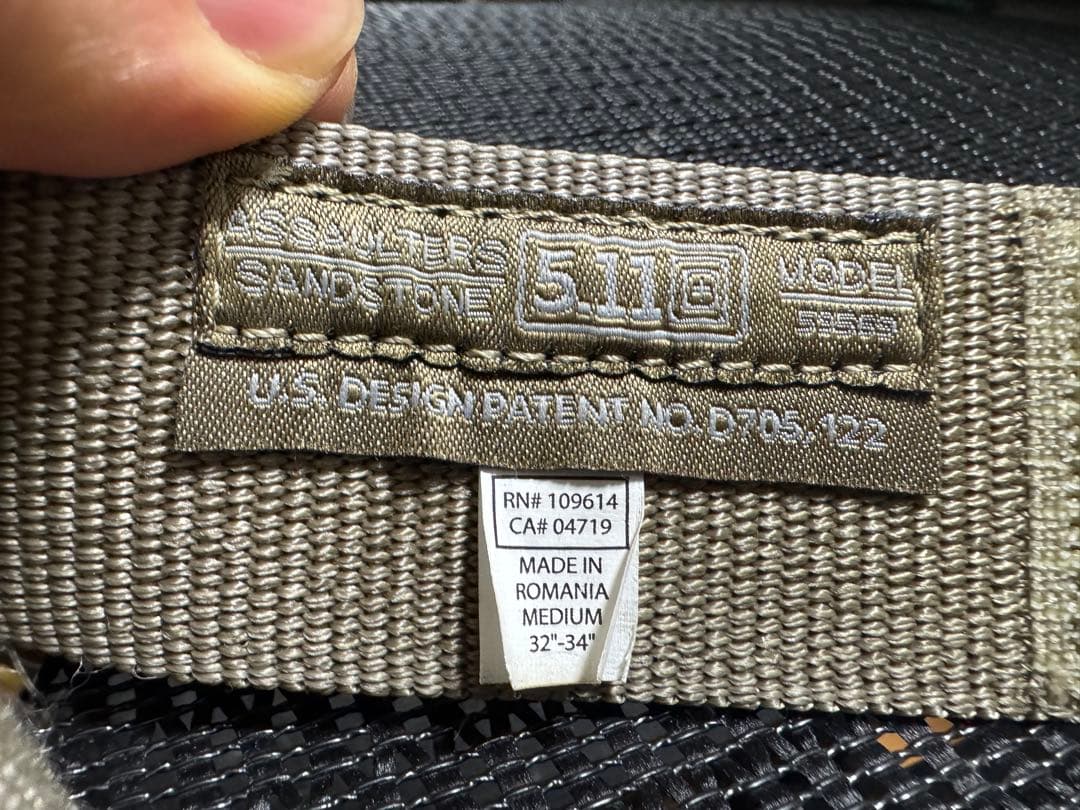 ASSAULTERS
SANDSTONE
5.11
MODEL
59569
U.S. DESIGN PATENT NO. D705,122
RN# 109614
CA# 04719
MADE IN
ROMANIA
MEDIUM
32"-34"